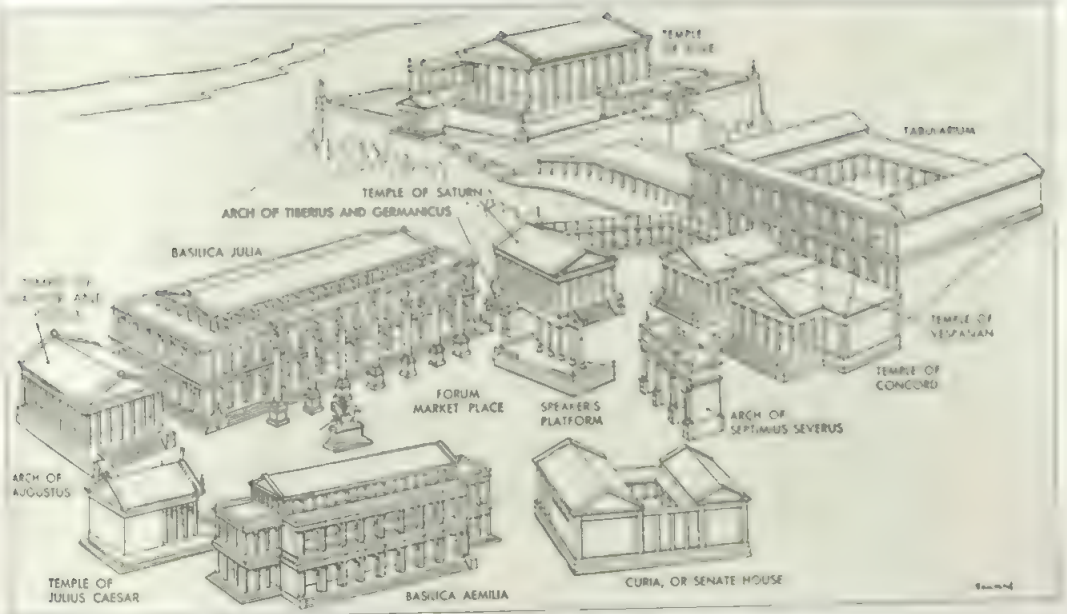 TEMPLE
TABULARIUM
TEMPLE OF SATURN
ARCH OF TIBERIUS AND GERMANICUS
BASILICA JULIA
TEMPLE OF
TEMPLE OF
VESPASIAN
TEMPLE OF
CONCORD
FORUM
MARKET PLACE
SPEAKER'S
PLATFORM
ARCH OF
SEPTIMIUS SEVERUS
ARCH OF
AUGUSTUS
TEMPLE OF
JULIUS CAESAR
BASILICA AEMILIA
CURIA, OR SENATE HOUSE